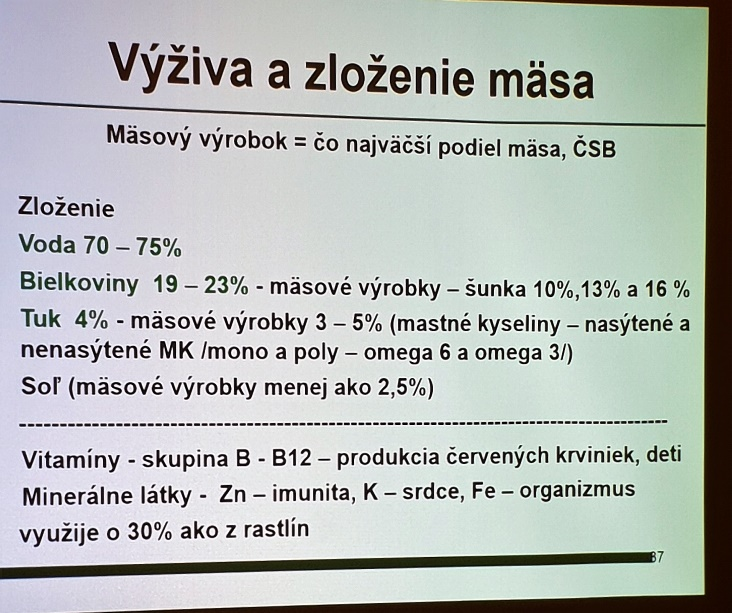 Výživa a zloženie mäsa
Mäsový výrobok = čo najväčší podiel mäsa, ČSB
Zloženie
Voda 70 – 75%
Bielkoviny 19 – 23% - mäsové výrobky – šunka 10%,13% a 16 %
Tuk 4% - mäsové výrobky 3 – 5% (mastné kyseliny – nasýtené a
nenasýtené MK /mono a poly – omega 6 a omega 3/)
Soľ (mäsové výrobky menej ako 2,5%)
--------------------------------------------------------------------------------
Vitamíny - skupina B - B12 – produkcia červených krviniek, deti
Minerálne látky - Zn – imunita, K – srdce, Fe – organizmus
využije o 30% ako z rastlín
37